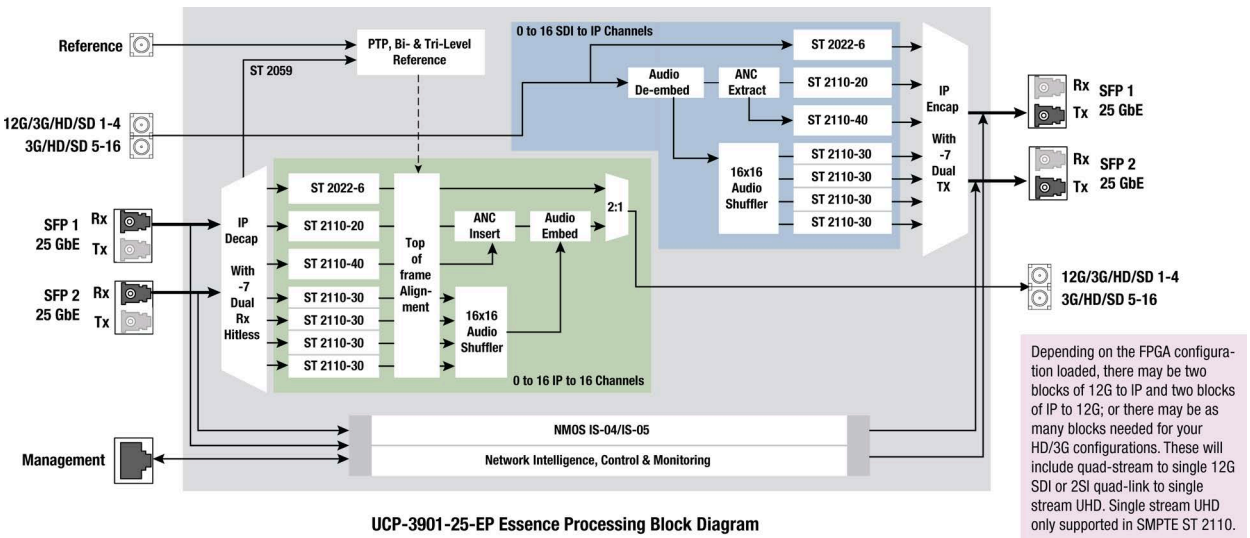 Reference
ST 2059
PTP, Bi- & Tri-Level
Reference
12G/3G/HD/SD 1-4
3G/HD/SD 5-16
0 to 16 SDI to IP Channels
Audio
De-embed
ANC
Extract
ST 2022-6
ST 2110-20
ST 2110-40
16x16
Audio
Shuffler
ST 2110-30
ST 2110-30
ST 2110-30
ST 2110-30
IP
Encap
With
-7
Dual
TX
Rx
Tx
SFP 1
25 GbE
Rx
Tx
SFP 2
25 GbE
SFP 1
25 GbE
Rx
Tx
SFP 2
25 GbE
Rx
Tx
IP
Decap
With
-7
Dual
Rx
Hitless
ST 2022-6
ST 2110-20
ST 2110-40
ST 2110-30
ST 2110-30
ST 2110-30
ST 2110-30
Top
of
frame
Align-
ment
ANC
Insert
Audio
Embed
16x16
Audio
Shuffler
2:1
0 to 16 IP to 16 Channels
12G/3G/HD/SD 1-4
3G/HD/SD 5-16
Management
NMOS IS-04/IS-05
Network Intelligence, Control & Monitoring
Depending on the FPGA configura-
tion loaded, there may be two
blocks of 12G to IP and two blocks
of IP to 12G; or there may be as
many blocks needed for your
HD/3G configurations. These will
include quad-stream to single 12G
SDI or 2SI quad-link to single
stream UHD. Single stream UHD
only supported in SMPTE ST 2110.
UCP-3901-25-EP Essence Processing Block Diagram